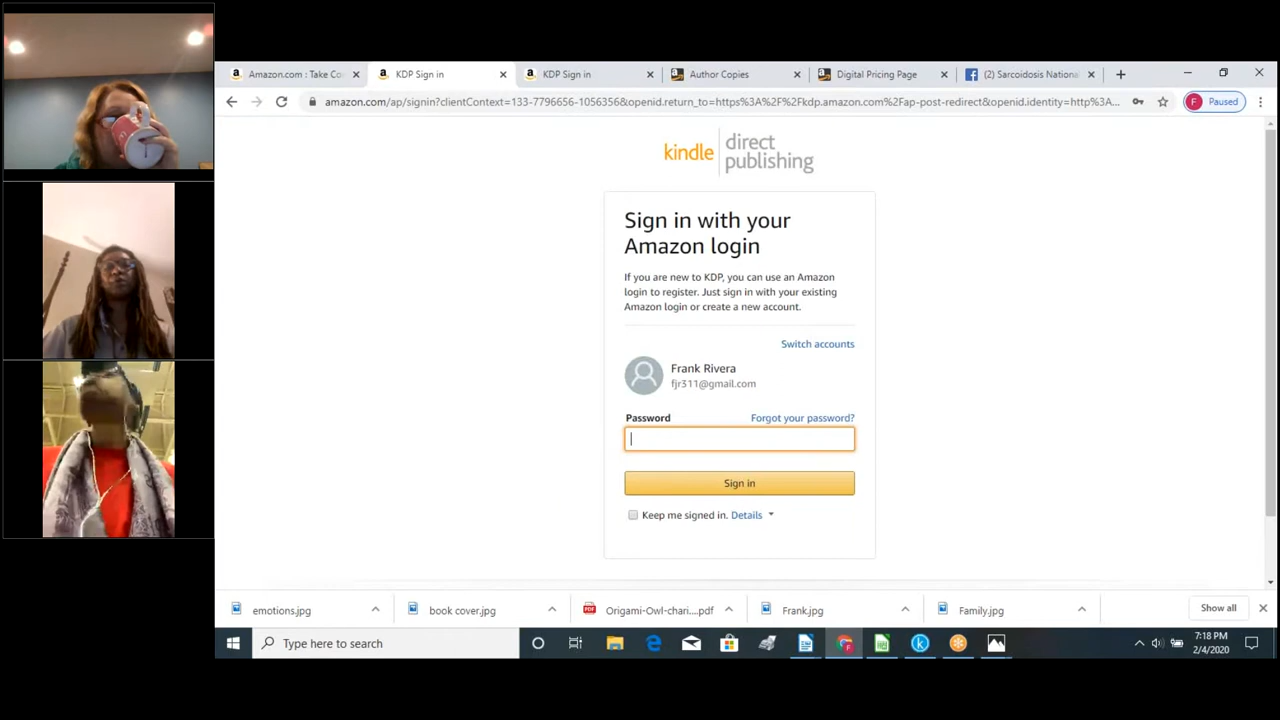 Amazon.com : Take Co
KDP Sign in
KDP Sign in
Author Copies
Digital Pricing Page
(2) Sarcoidosis Nationa
amazon.com/ap/signin?clientContext=133-7796656-1056356&openid.return_to=https%3A%2F%2Fkdp.amazon.com%2Fap-post-redirect&openid.identity=http%3A...
F Paused
kindle direct publishing
Sign in with your
Amazon login
If you are new to KDP, you can use an Amazon
login to register. Just sign in with your existing
Amazon login or create a new account.
Switch accounts
Frank Rivera
fjr311@gmail.com
Password Forgot your password?
Sign in
Keep me signed in. Details
emotions.jpg
book cover.jpg
Origami-Owl-chari....pdf
Frank.jpg
Family.jpg
Show all
Type here to search
7:18 PM
2/4/2020